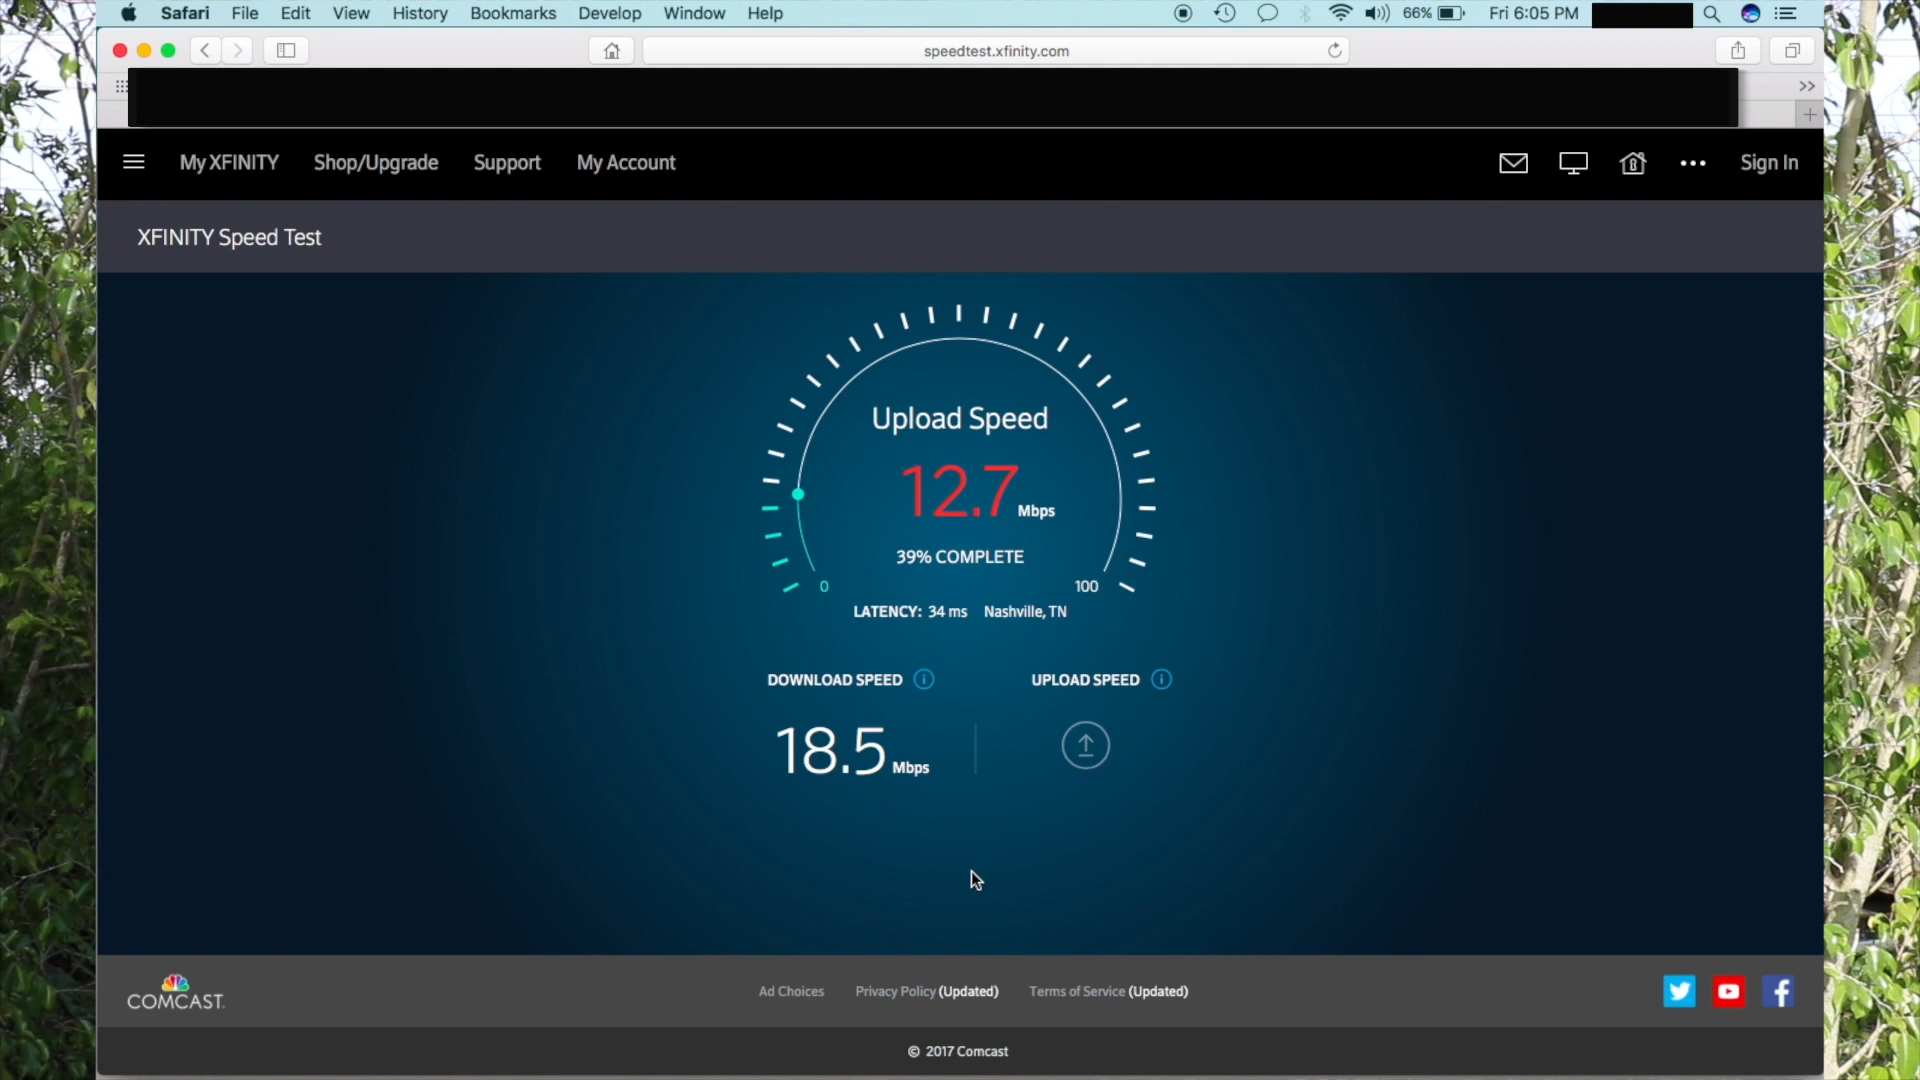 Safari File Edit View History Bookmarks Develop Window Help 66% Fri 6:05 PM
speedtest.xfinity.com
My XFINITY Shop/Upgrade Support My Account Sign In
XFINITY Speed Test
Upload Speed
12.7 Mbps
39% COMPLETE
0 100
LATENCY: 34 ms Nashville, TN
DOWNLOAD SPEED UPLOAD SPEED
18.5 Mbps
COMCAST Ad Choices Privacy Policy (Updated) Terms of Service (Updated)
© 2017 Comcast